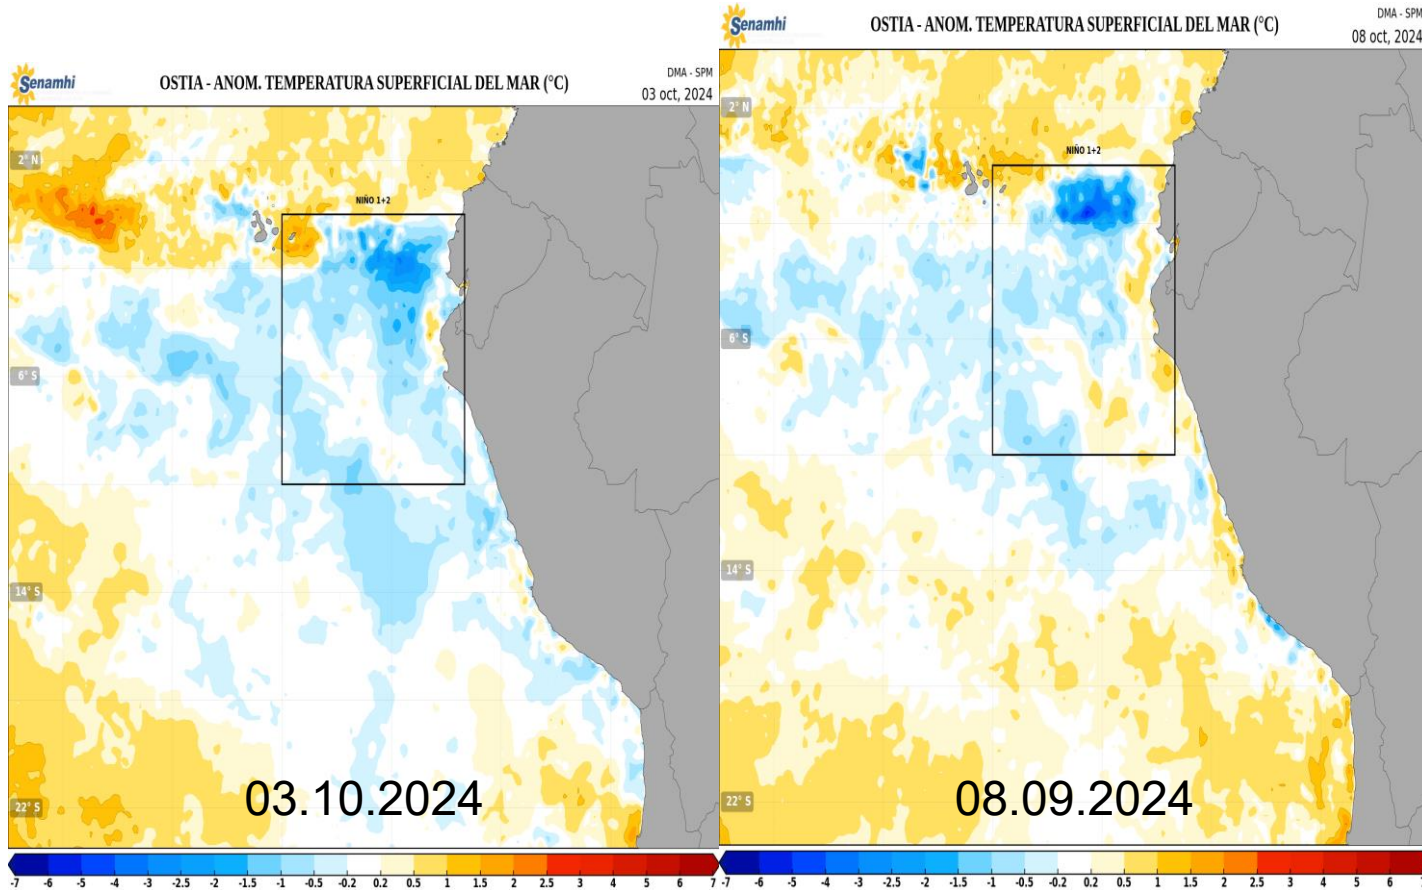 Senamhi
OSTIA - ANOM. TEMPERATURA SUPERFICIAL DEL MAR (°C)
DMA - SPM
03 oct, 2024
2° N
NIÑO 1+2
6° S
14° S
22° S
03.10.2024
-7 -6 -5 -4 -3 -2.5 -2 -1.5 -1 -0.5 -0.2 0.2 0.5 1 1.5 2 2.5 3 4 5 6 7
Senamhi
OSTIA - ANOM. TEMPERATURA SUPERFICIAL DEL MAR (°C)
DMA - SPM
08 oct, 2024
2° N
NIÑO 1+2
6° S
14° S
22° S
08.09.2024
-7 -6 -5 -4 -3 -2.5 -2 -1.5 -1 -0.5 -0.2 0.2 0.5 1 1.5 2 2.5 3 4 5 6